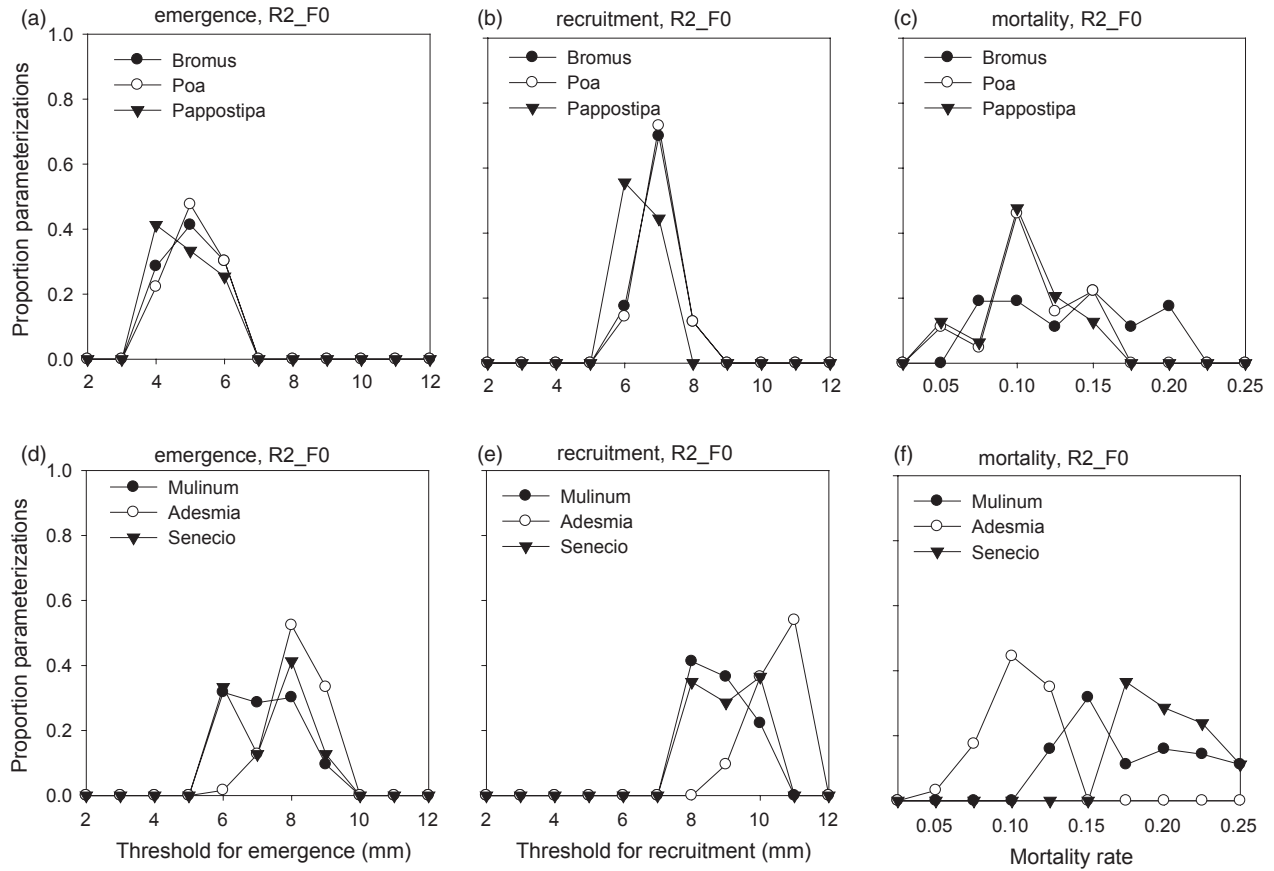 (a)
emergence, R2_F0
Proportion parameterizations
1.0
0.8
0.6
0.4
0.2
0.0
Bromus
Poa
Pappostipa
2 4 6 8 10 12
(b)
recruitment, R2_F0
Bromus
Poa
Pappostipa
2 4 6 8 10 12
(c)
mortality, R2_F0
Bromus
Poa
Pappostipa
0.05 0.10 0.15 0.20 0.25
(d)
emergence, R2_F0
Proportion parameterizations
1.0
0.8
0.6
0.4
0.2
0.0
Mulinum
Adesmia
Senecio
2 4 6 8 10 12
Threshold for emergence (mm)
(e)
recruitment, R2_F0
Mulinum
Adesmia
Senecio
2 4 6 8 10 12
Threshold for recruitment (mm)
(f)
mortality, R2_F0
Mulinum
Adesmia
Senecio
0.05 0.10 0.15 0.20 0.25
Mortality rate